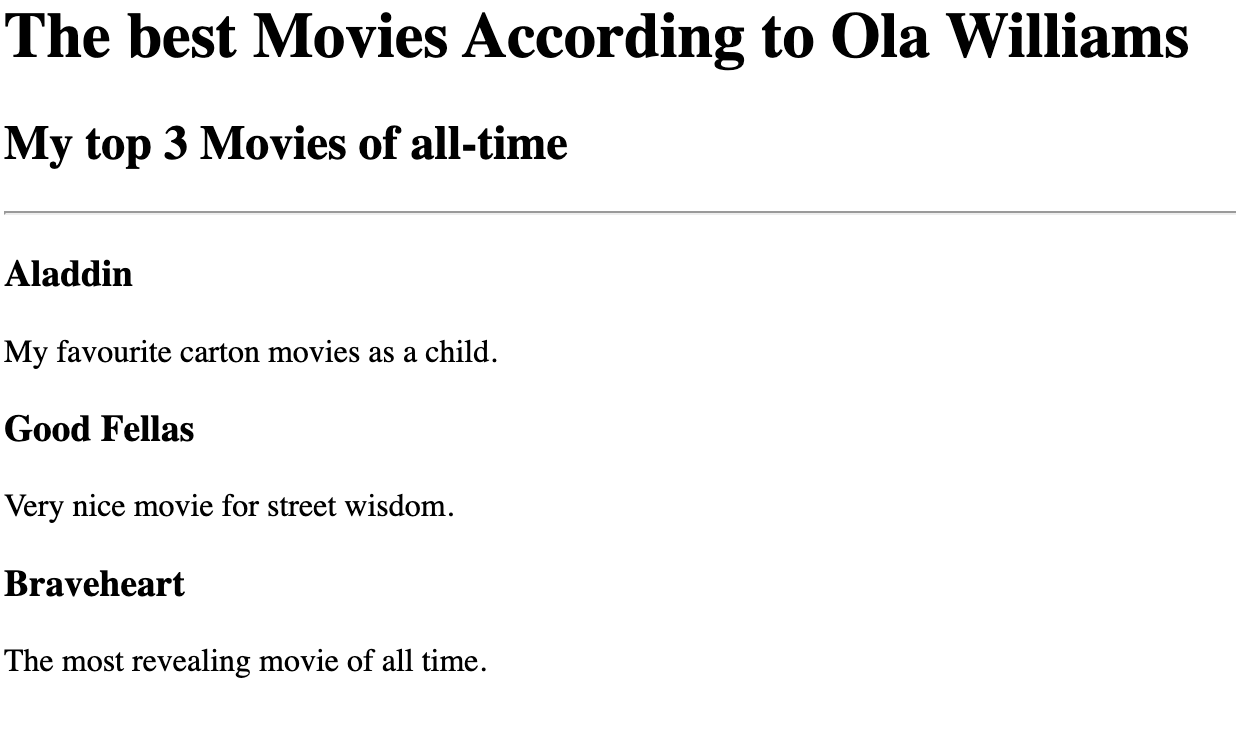 The best Movies According to Ola Williams
My top 3 Movies of all-time
Aladdin
My favourite carton movies as a child.
Good Fellas
Very nice movie for street wisdom.
Braveheart
The most revealing movie of all time.